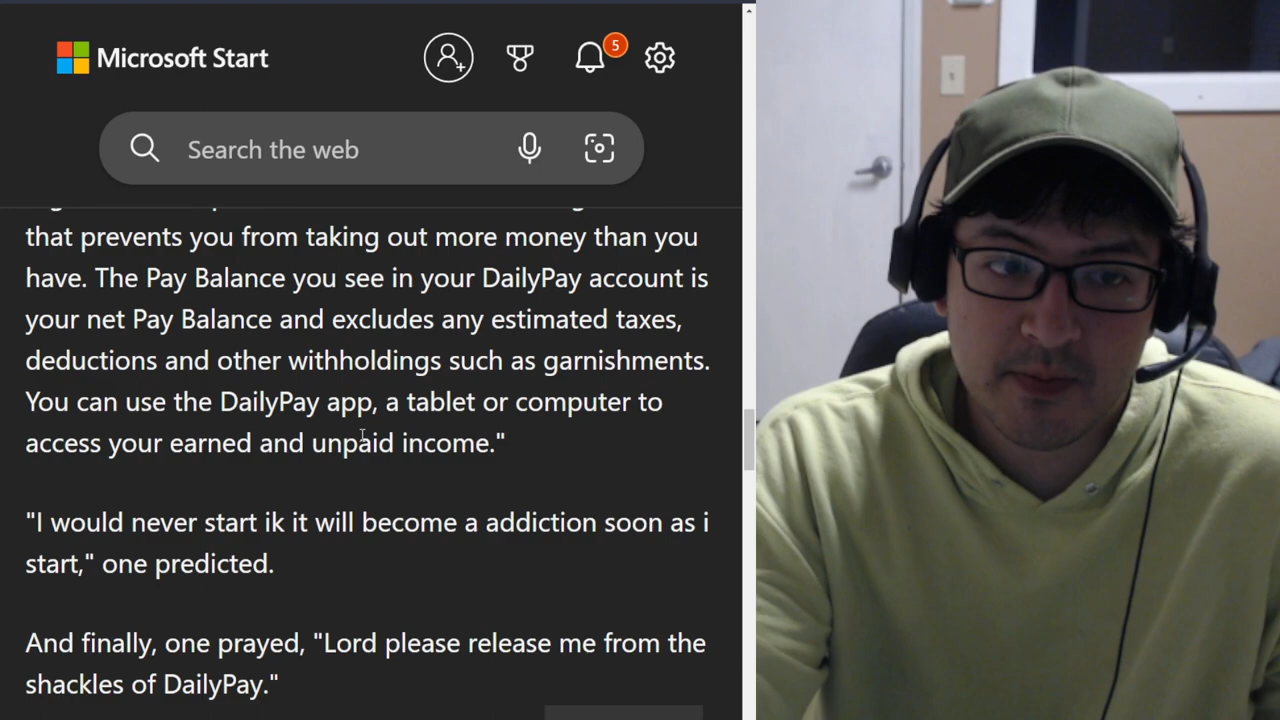 Microsoft Start
5
Search the web
that prevents you from taking out more money than you
have. The Pay Balance you see in your DailyPay account is
your net Pay Balance and excludes any estimated taxes,
deductions and other withholdings such as garnishments.
You can use the DailyPay app, a tablet or computer to
access your earned and unpaid income."
"I would never start ik it will become a addiction soon as i
start," one predicted.
And finally, one prayed, "Lord please release me from the
shackles of DailyPay."